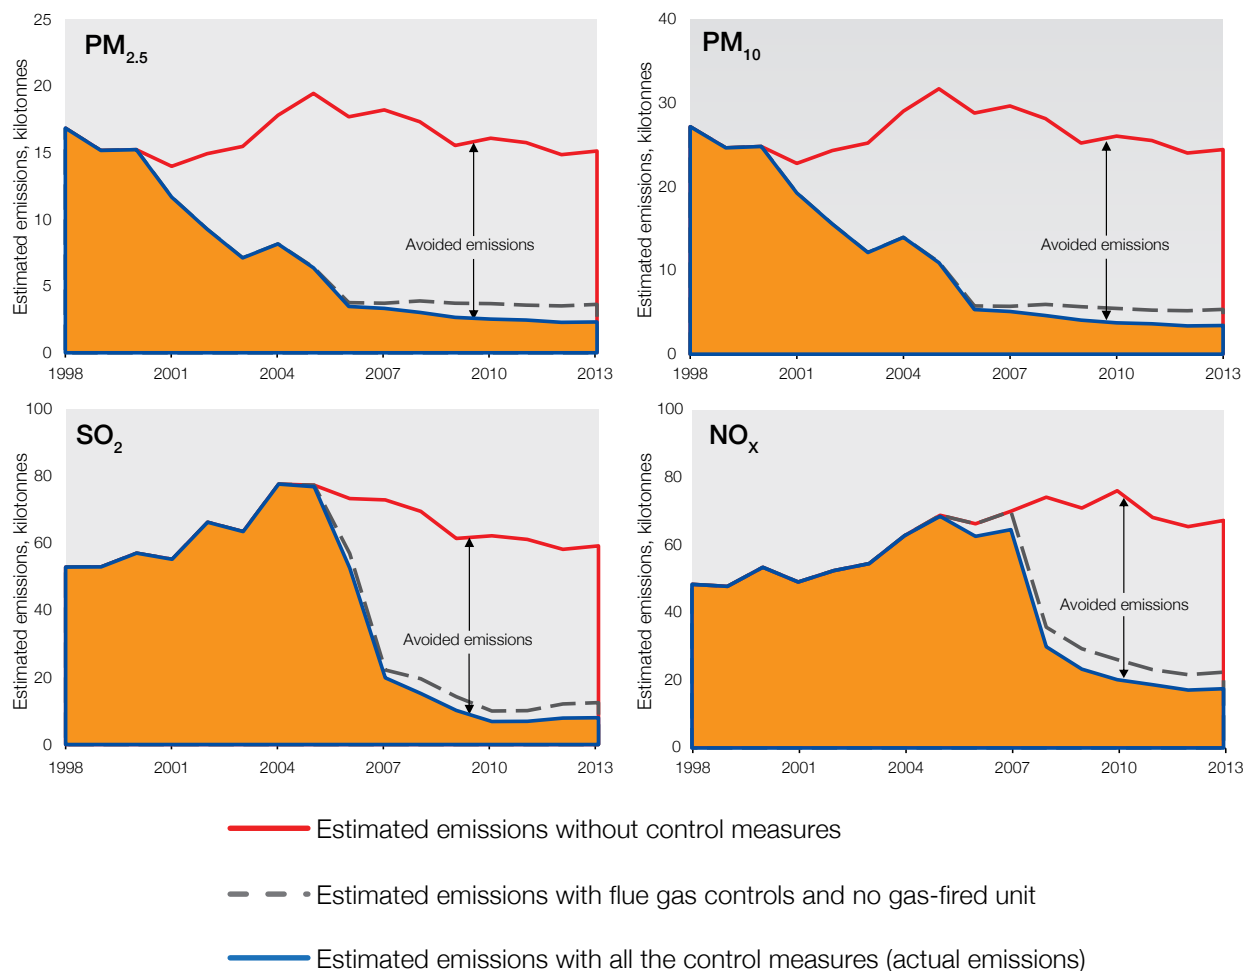 PM2.5
Estimated emissions, kilotonnes
25
20
15
10
5
0
Avoided emissions
1998 2001 2004 2007 2010 2013
PM10
Estimated emissions, kilotonnes
40
30
20
10
0
Avoided emissions
1998 2001 2004 2007 2010 2013
SO2
Estimated emissions, kilotonnes
100
80
60
40
20
0
Avoided emissions
1998 2001 2004 2007 2010 2013
NOX
Estimated emissions, kilotonnes
100
80
60
40
20
0
Avoided emissions
1998 2001 2004 2007 2010 2013
Estimated emissions without control measures
Estimated emissions with flue gas controls and no gas-fired unit
Estimated emissions with all the control measures (actual emissions)